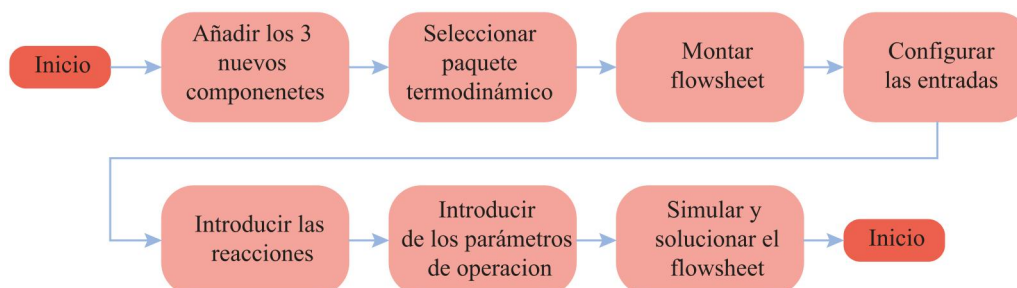 Inicio
Añadir los 3
nuevos
componenetes
Seleccionar
paquete
termodinámico
Montar
flowsheet
Configurar
las entradas
Introducir las
reacciones
Introducir
de los parámetros
de operacion
Simular y
solucionar el
flowsheet
Inicio